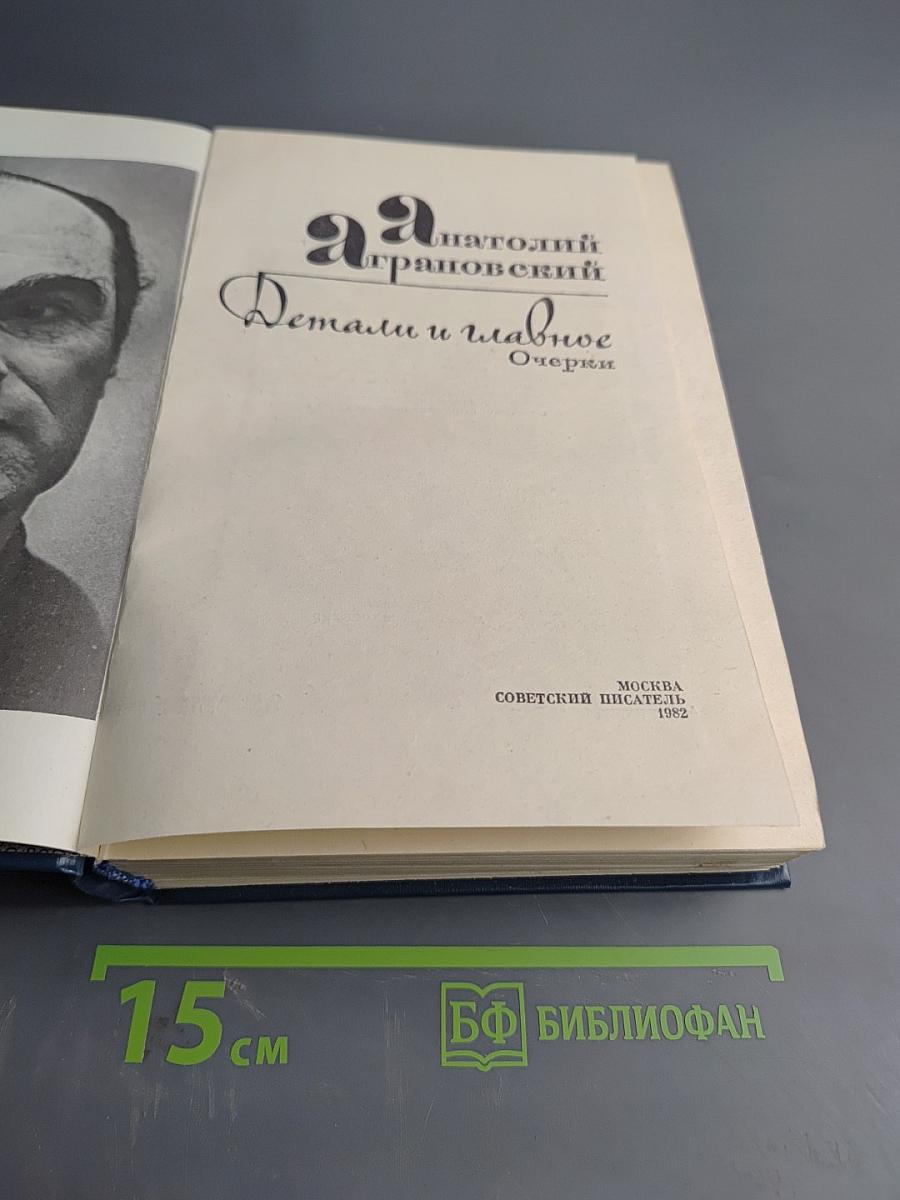 Анатолий
Аграновский
Детали и главное
Очерки
МОСКВА
СОВЕТСКИЙ ПИСАТЕЛЬ
1982
15 см
БФ БИБЛИОФАН